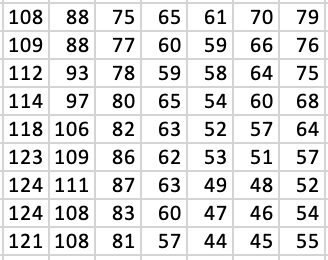 108 88 75 65 61 70 79
109 88 77 60 59 66 76
112 93 78 59 58 64 75
114 97 80 65 54 60 68
118 106 82 63 52 57 64
123 109 86 62 53 51 57
124 111 87 63 49 48 52
124 108 83 60 47 46 54
121 108 81 57 44 45 55